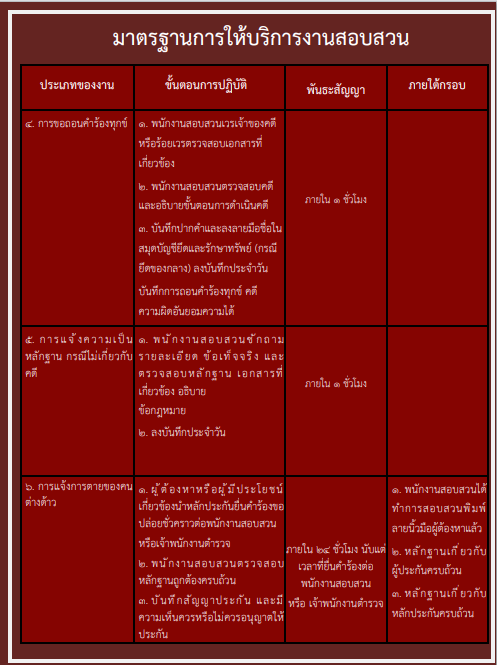 มาตรฐานการให้บริการงานสอบสวน
ประเภทของงาน
ขั้นตอนการปฏิบัติ
พันธะสัญญา
ภายใต้กรอบ
๔. การขอถอนคำร้องทุกข์
๑. พนักงานสอบสวนเวรเจ้าของคดี
หรือร้อยเวรตรวจสอบเอกสารที่
เกี่ยวข้อง
๒. พนักงานสอบสวนตรวจสอบคดี
และอธิบายขั้นตอนการดำเนินคดี
๓. บันทึกปากคำและลงลายมือชื่อใน
สมุดบัญชียึดและรักษาทรัพย์ (กรณี
ยึดของกลาง) ลงบันทึกประจำวัน
บันทึกการถอนคำร้องทุกข์ คดี
ความผิดอันยอมความได้
ภายใน ๑ ชั่วโมง
๕. การแจ้งความเป็น
หลักฐาน กรณีไม่เกี่ยวกับ
คดี
๑. พนักงานสอบสวนซักถาม
รายละเอียด ข้อเท็จจริง และ
ตรวจสอบหลักฐาน เอกสารที่
เกี่ยวข้อง อธิบาย
ข้อกฎหมาย
๒. ลงบันทึกประจำวัน
ภายใน ๑ ชั่วโมง
๖. การแจ้งการตายของคน
ต่างด้าว
๑. ผู้ต้องหาหรือผู้มีประโยชน์
เกี่ยวข้องนำหลักประกันยื่นคำร้องขอ
ปล่อยชั่วคราวต่อพนักงานสอบสวน
หรือเจ้าพนักงานตำรวจ
๒. พนักงานสอบสวนตรวจสอบ
หลักฐานถูกต้องครบถ้วน
๓. บันทึกสัญญาประกัน และมี
ความเห็นควรหรือไม่ควรอนุญาตให้
ประกัน
ภายใน ๒๔ ชั่วโมง นับแต่
เวลาที่ยื่นคำร้องต่อ
พนักงานสอบสวน
หรือ เจ้าพนักงานตำรวจ
๑. พนักงานสอบสวนได้
ทำการสอบสวนพิมพ์
ลายนิ้วมือผู้ต้องหาแล้ว
๒. หลักฐานเกี่ยวกับ
ผู้ประกันครบถ้วน
๓. หลักฐานเกี่ยวกับ
หลักประกันครบถ้วน